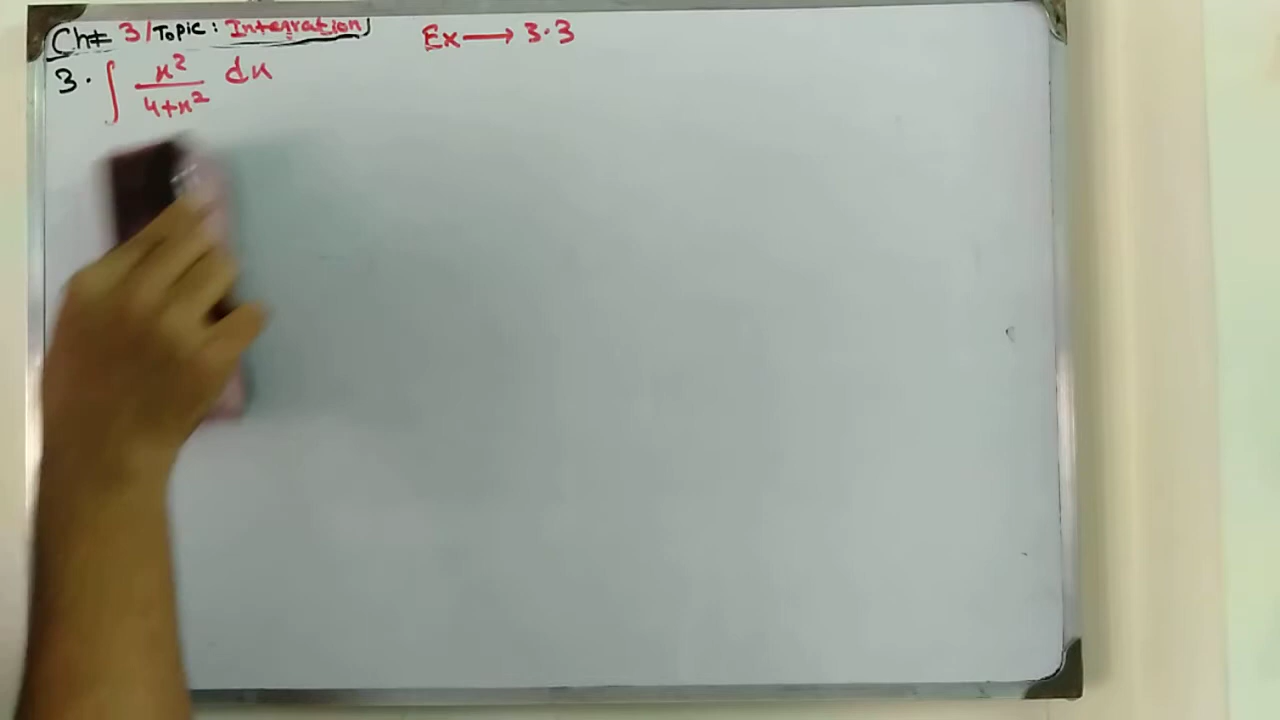 Ch# 3/Topic: Integration Ex → 3.3
3. ∫ x² / 4+x² dx